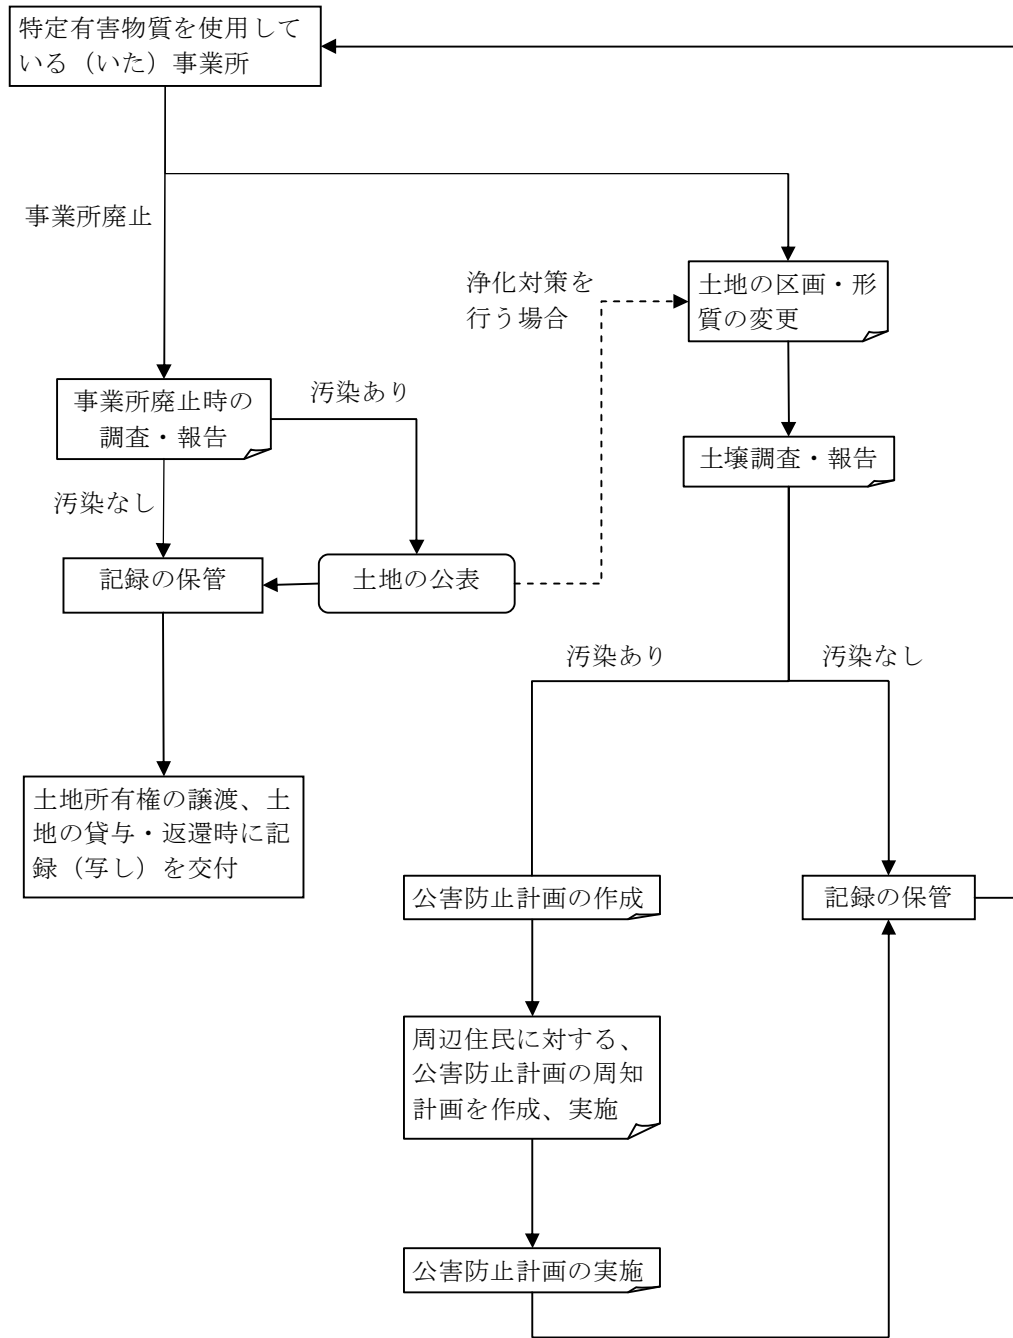 特定有害物質を使用して
いる（いた）事業所
事業所廃止
浄化対策を
行う場合
土地の区画・形
質の変更
事業所廃止時の
調査・報告
汚染あり
土壌調査・報告
汚染なし
記録の保管
土地の公表
汚染あり
汚染なし
土地所有権の譲渡、土
地の貸与・返還時に記
録（写し）を交付
公害防止計画の作成
記録の保管
周辺住民に対する、
公害防止計画の周知
計画を作成、実施
公害防止計画の実施